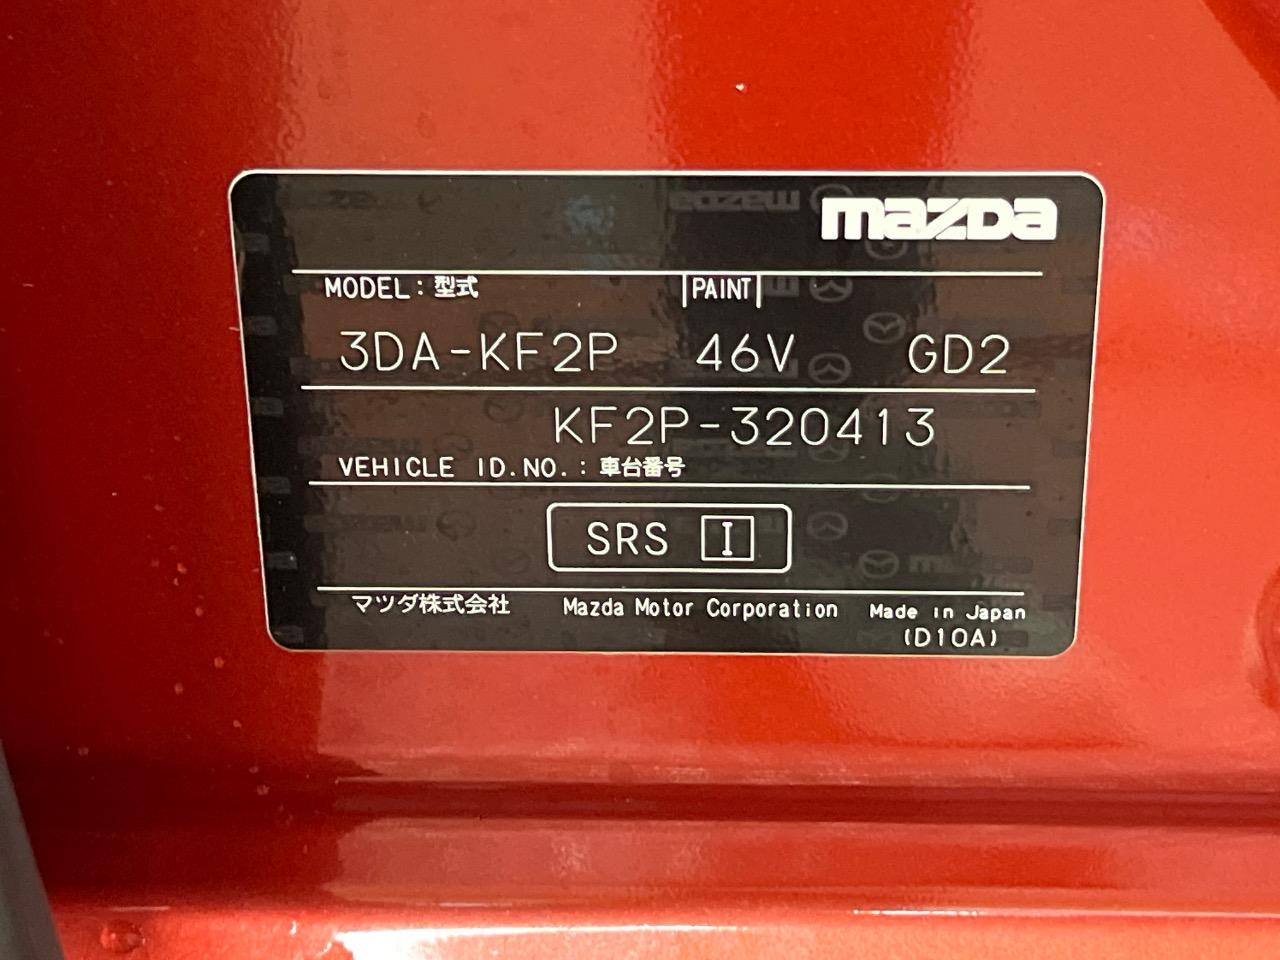 mazda
MODEL: 型式 PAINT
3DA-KF2P 46V GD2
KF2P-320413
VEHICLE ID.NO.: 車台番号
SRS I
マツダ株式会社 Mazda Motor Corporation Made in Japan
(D10A)